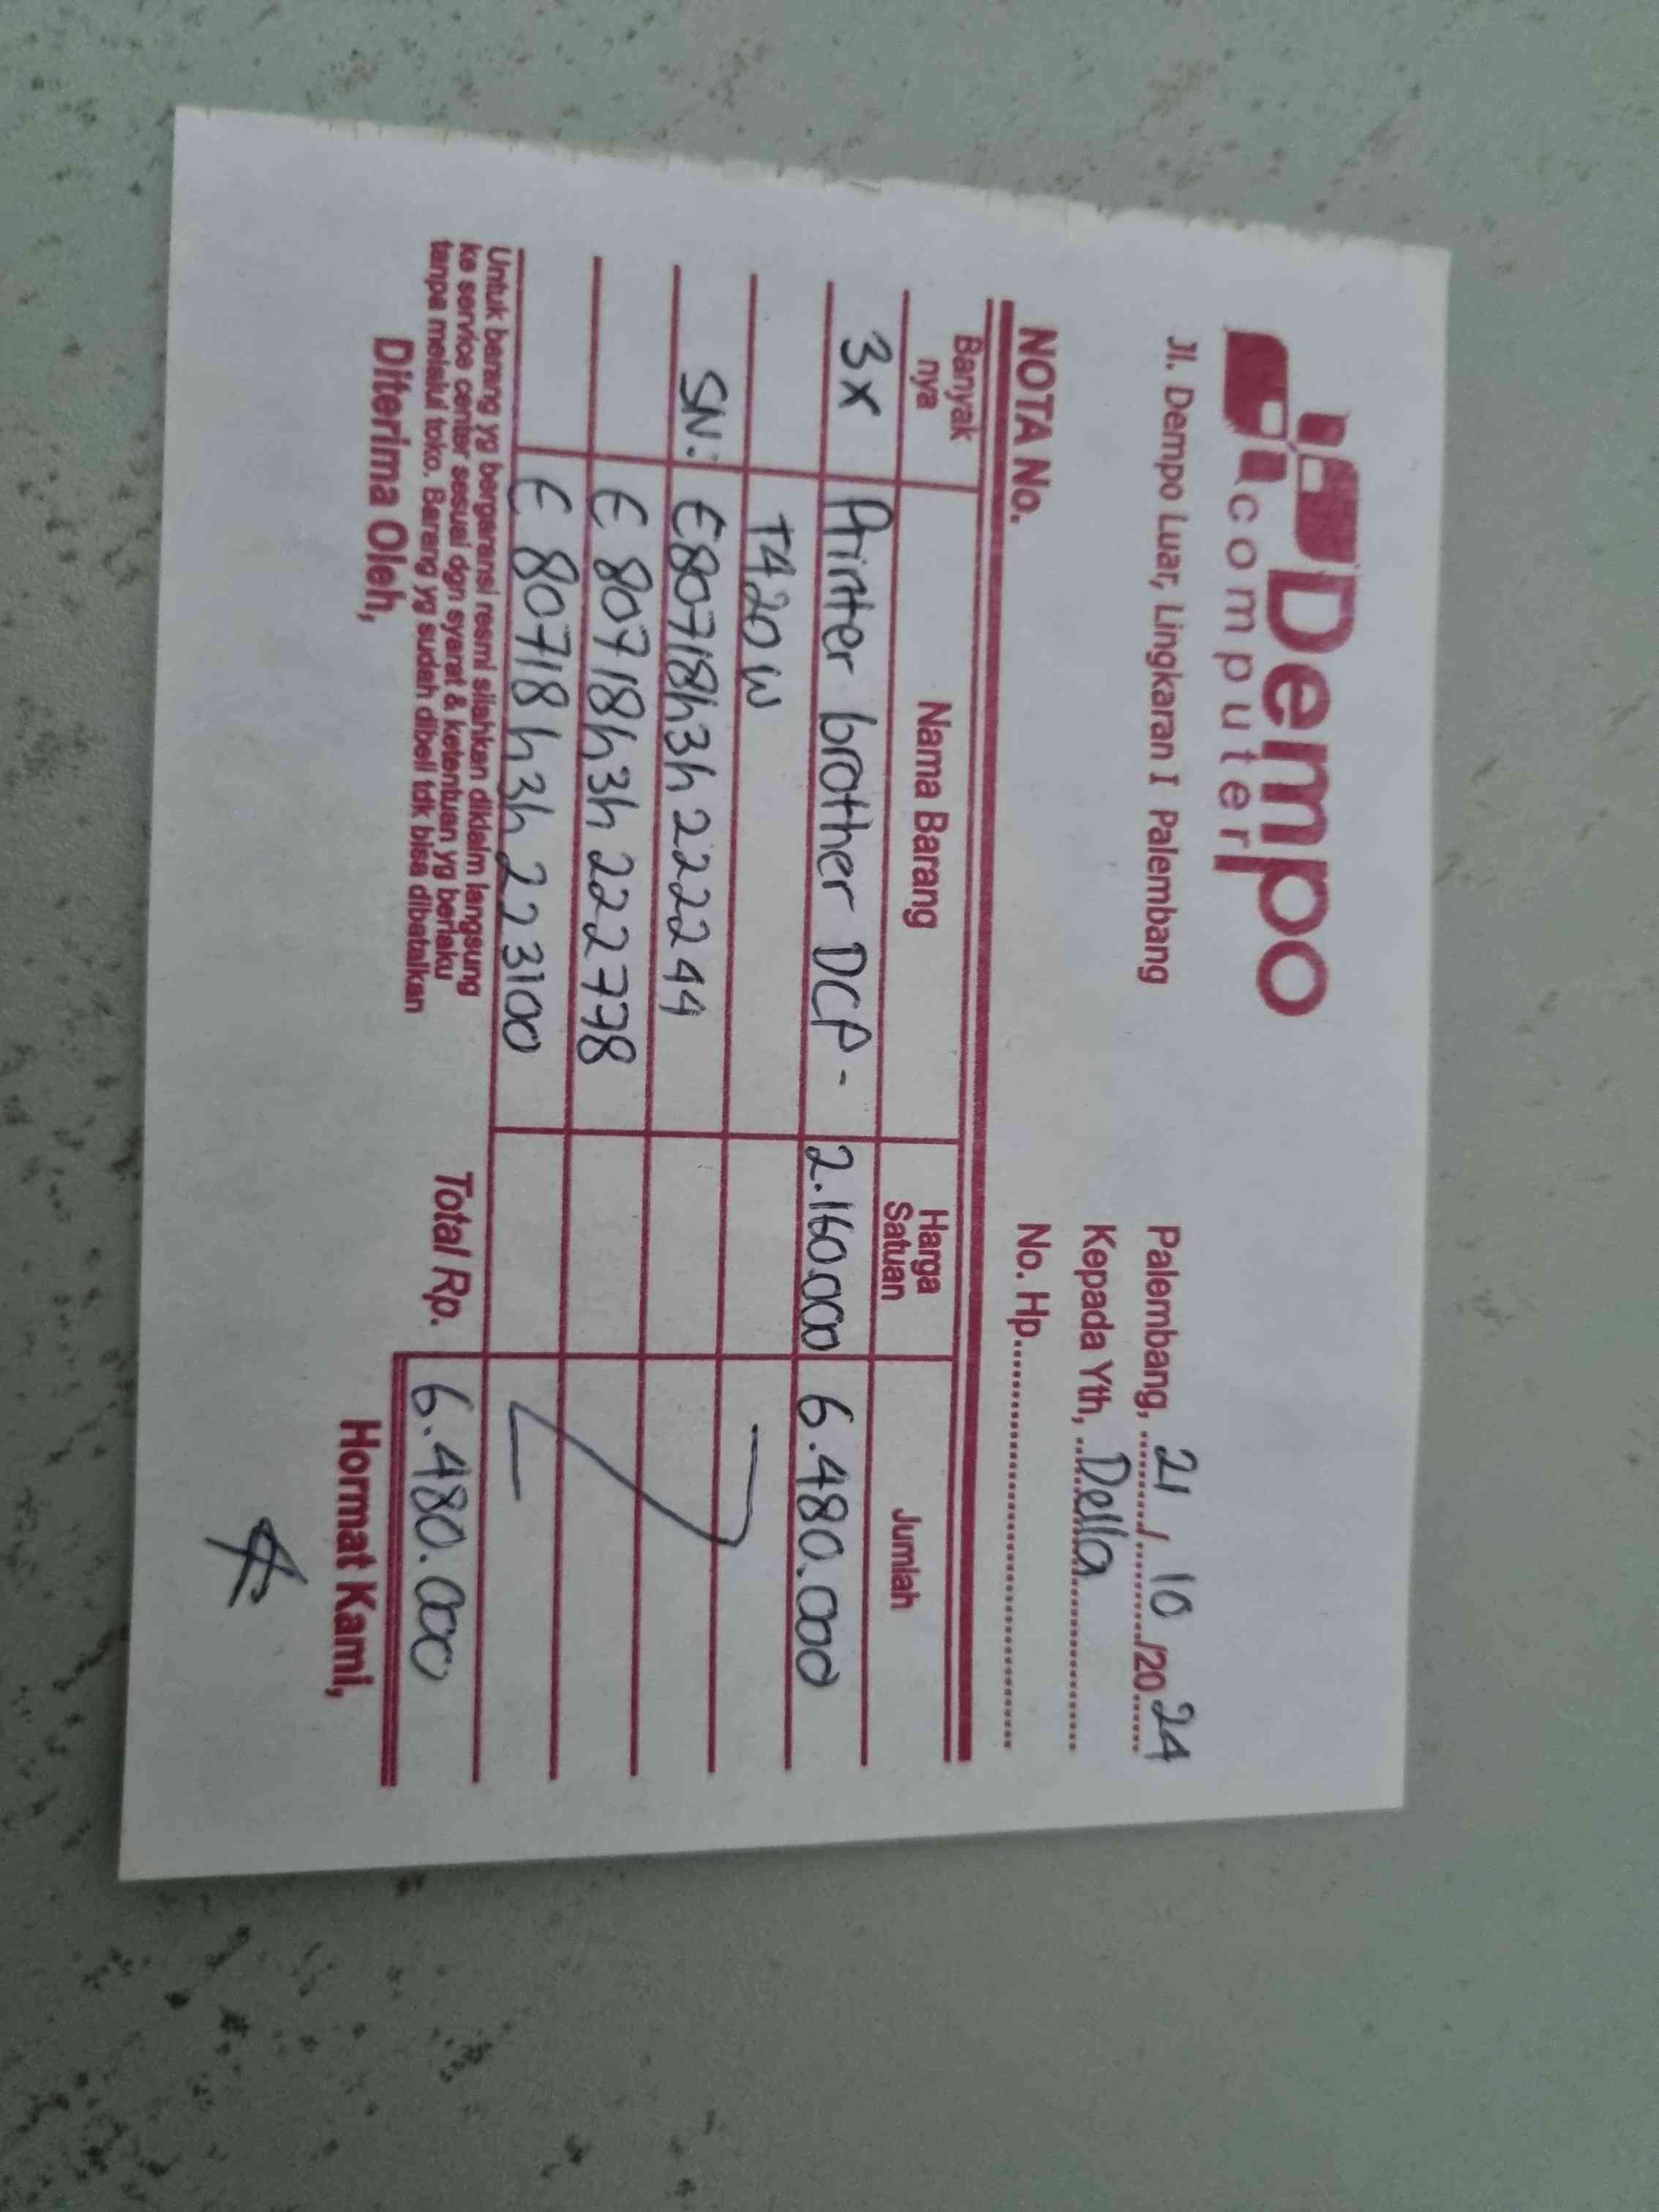 Dempo
computer
Jl. Dempo Luar, Lingkaran I Palembang
Palembang, 21 / 10 /20 24
Kepada Yth, Della
No. Hp
NOTA No.
Banyak nya Nama Barang Harga Satuan Jumlah
3x Printer brother DCP- 2.160.000 6.480.000
T420W
SN: E80718h3h222244
E80718h3h222778
E80718h3h223100
Untuk barang yg bergaransi resmi silahkan diklaim langsung
ke service center sesuai dgn syarat & ketentuan yg berlaku
tanpa melalui toko. Barang yg sudah dibeli tdk bisa dibatalkan
Total Rp. 6.480.000
Diterima Oleh, Hormat Kami,